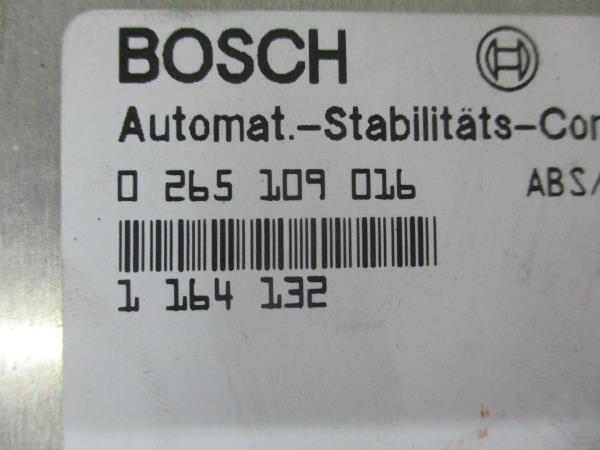 BOSCH
Automat.-Stabilitäts-Con
0 265 109 016 ABS/
1 164 132